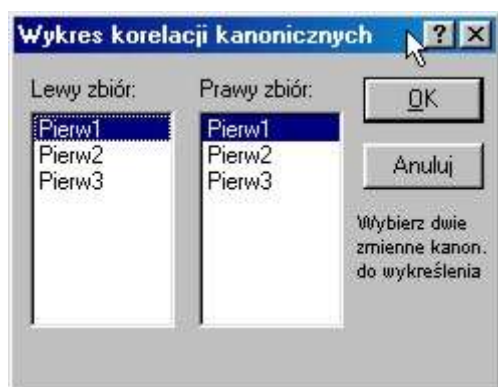 Wykres korelacji kanonicznych
Lewy zbiór:
Pierw1
Pierw2
Pierw3
Prawy zbiór:
Pierw1
Pierw2
Pierw3
OK
Anuluj
Wybierz dwie
zmienne kanon.
do wykreślenia